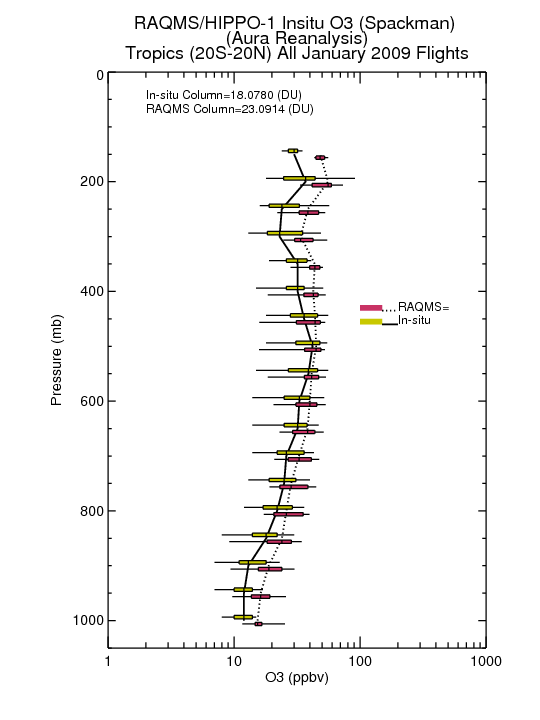 RAQMS/HIPPO-1 Insitu O3 (Spackman)
(Aura Reanalysis)
Tropics (20S-20N) All January 2009 Flights
0
In-situ Column=18.0780 (DU)
RAQMS Column=23.0914 (DU)
200
400
RAQMS=
In-situ
Pressure (mb)
600
800
1000
1 10 100 1000
O3 (ppbv)